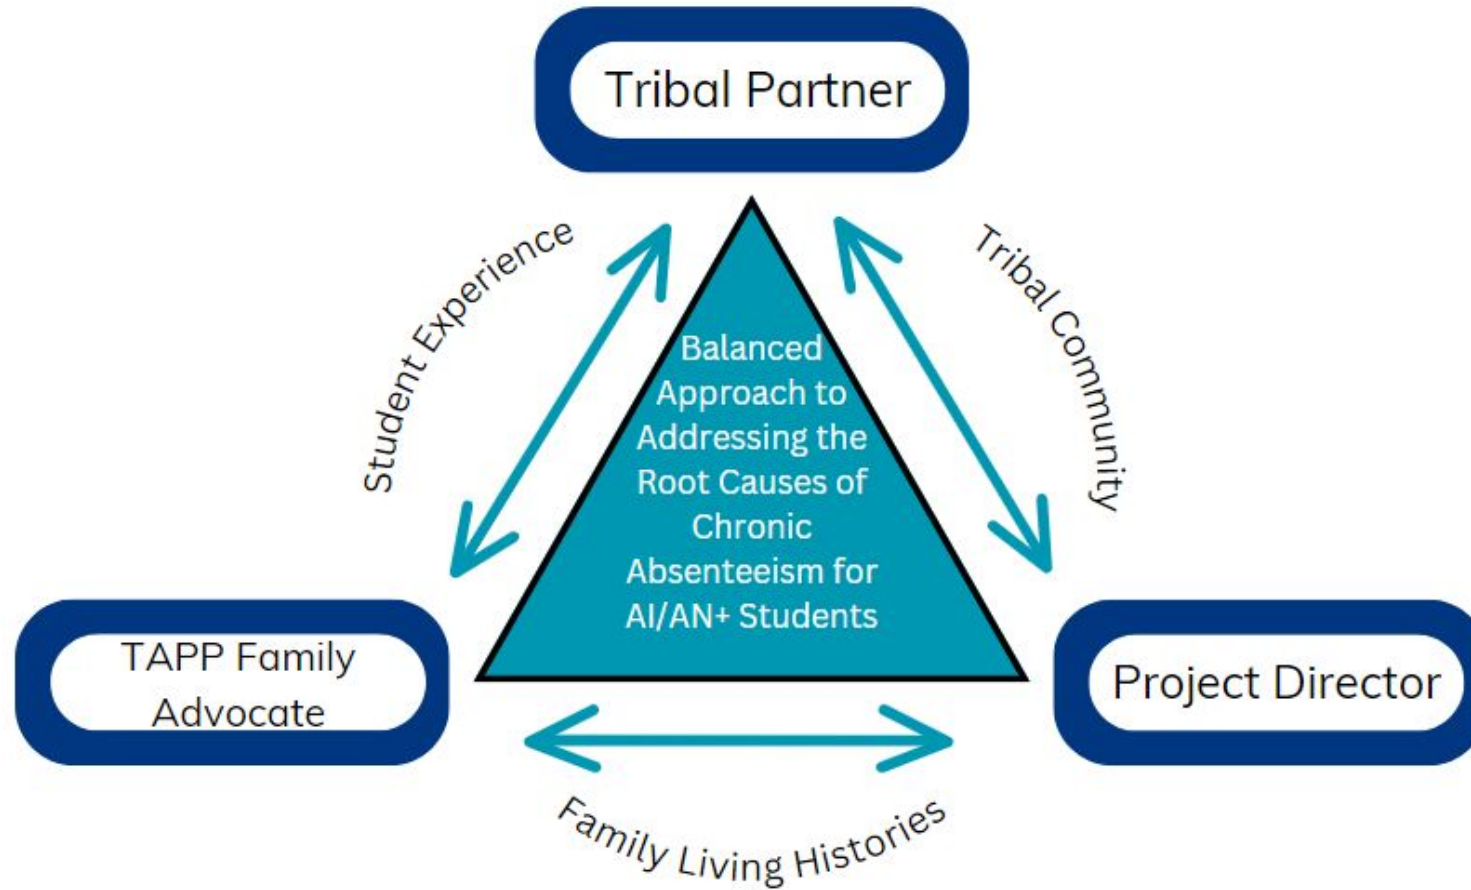 Tribal Partner
Student Experience
Tribal Community
Balanced
Approach to
Addressing the
Root Causes of
Chronic
Absenteeism for
AI/AN+ Students
TAPP Family
Advocate
Project Director
Family Living Histories